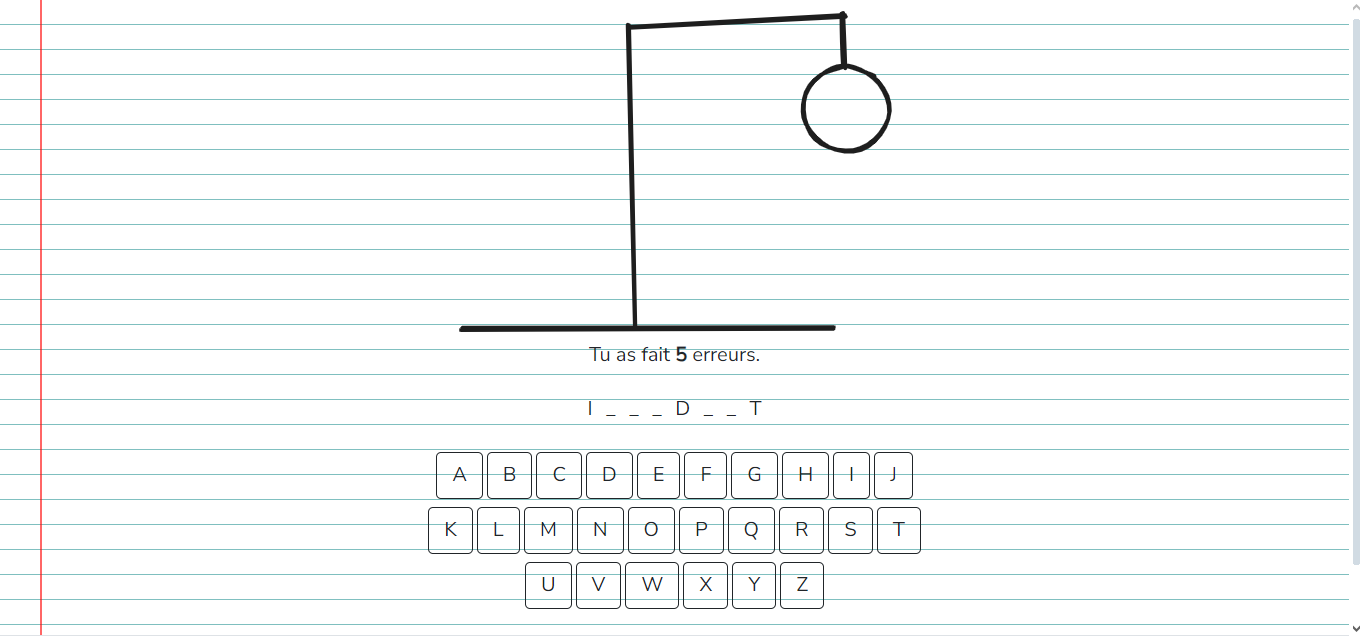 Tu as fait 5 erreurs.
I _ _ _ D _ _ T
A B C D E F G H I J
K L M N O P Q R S T
U V W X Y Z